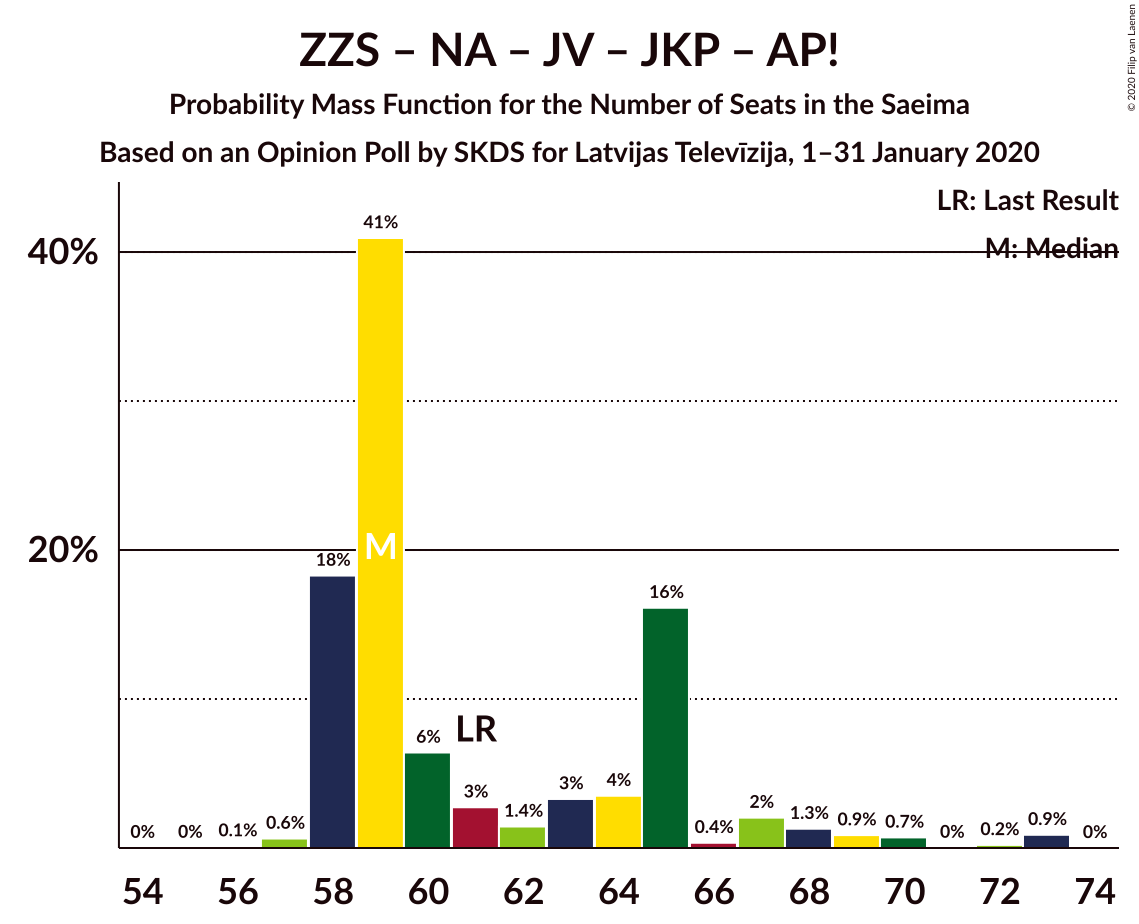 ZZS – NA – JV – JKP – AP!
Probability Mass Function for the Number of Seats in the Saeima
Based on an Opinion Poll by SKDS for Latvijas Televīzija, 1–31 January 2020
© 2020 Filip van Laenen
LR: Last Result
M: Median
40%
20%
0%
0%
0.1%
0.6%
18%
41%
M
6%
LR
3%
1.4%
3%
4%
16%
0.4%
2%
1.3%
0.9%
0.7%
0%
0.2%
0.9%
0%
54 56 58 60 62 64 66 68 70 72 74